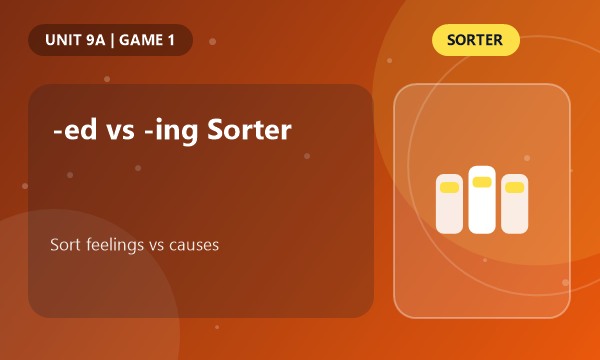 UNIT 9A | GAME 1
SORTER
-ed vs -ing Sorter
Sort feelings vs causes